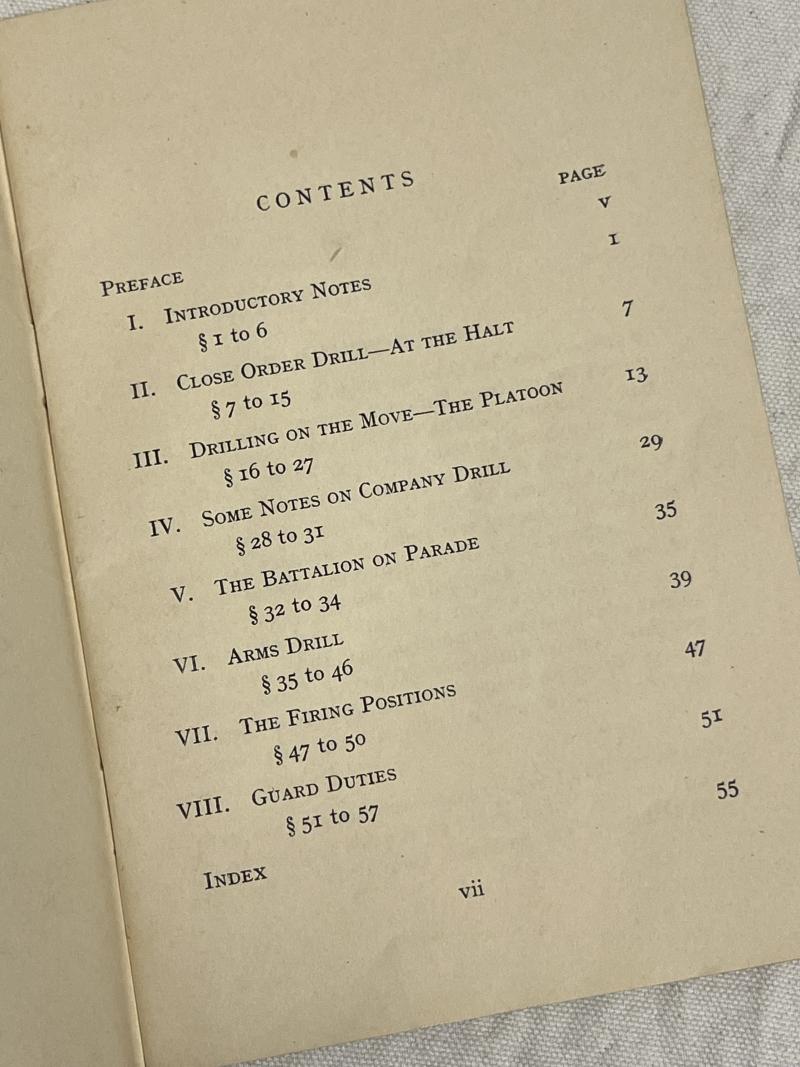 CONTENTS
PAGE
PREFACE v
I. INTRODUCTORY NOTES 1
§ 1 to 6
II. CLOSE ORDER DRILL—AT THE HALT 7
§ 7 to 15
III. DRILLING ON THE MOVE—THE PLATOON 13
§ 16 to 27
IV. SOME NOTES ON COMPANY DRILL 29
§ 28 to 31
V. THE BATTALION ON PARADE 35
§ 32 to 34
VI. ARMS DRILL 39
§ 35 to 46
VII. THE FIRING POSITIONS 47
§ 47 to 50
VIII. GUARD DUTIES 51
§ 51 to 57
INDEX 55
vii